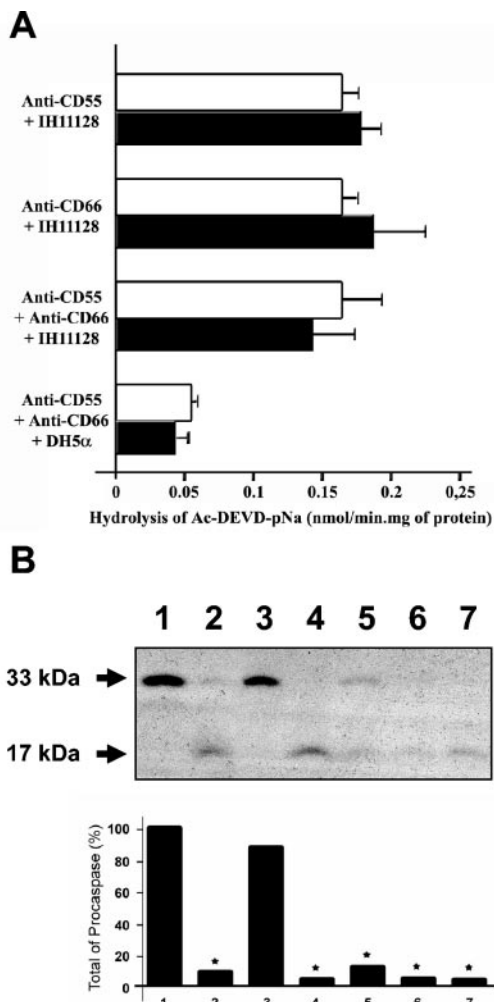 A
Anti-CD55
+ IH11128
Anti-CD66
+ IH11128
Anti-CD55
+ Anti-CD66
+ IH11128
Anti-CD55
+ Anti-CD66
+ DH5α
0 0.05 0.1 0.15 0.2 0,25
Hydrolysis of Ac-DEVD-pNa (nmol/min.mg of protein)
B
1 2 3 4 5 6 7
33 kDa
17 kDa
Total of Procaspase (%)
100
80
60
40
20
0
* * * * *
1 2 3 4 5 6 7